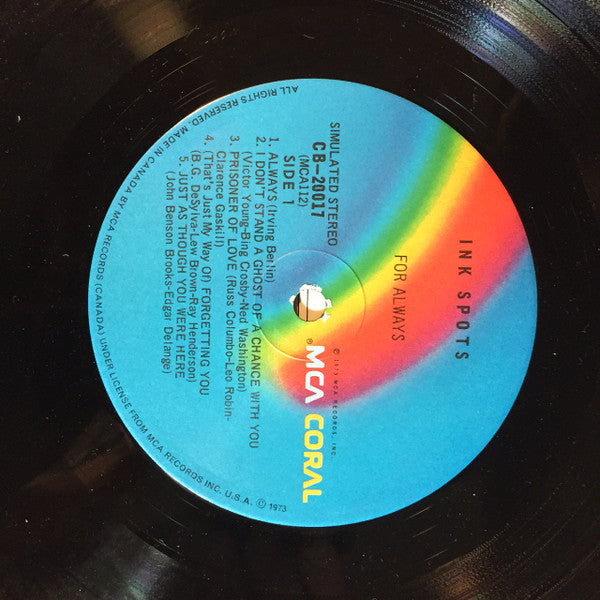 INK SPOTS
FOR ALWAYS
℗ 1973 MCA RECORDS, INC.
MCA CORAL
®
SIMULATED STEREO
CB-20017
(MCA112)
SIDE 1
1. ALWAYS (Irving Berlin)
2. I DON'T STAND A GHOST OF A CHANCE WITH YOU
(Victor Young-Bing Crosby-Ned Washington)
3. PRISONER OF LOVE (Russ Columbo-Leo Robin-
Clarence Gaskill)
4. (That's Just My Way Of) FORGETTING YOU
(B.G. DeSylva-Lew Brown-Ray Henderson)
5. JUST AS THOUGH YOU WERE HERE
(John Benson Brooks-Edgar DeLange)
ALL RIGHTS RESERVED. MADE IN CANADA BY MCA RECORDS (CANADA) UNDER LICENSE FROM MCA RECORDS INC. U.S.A. © 1973